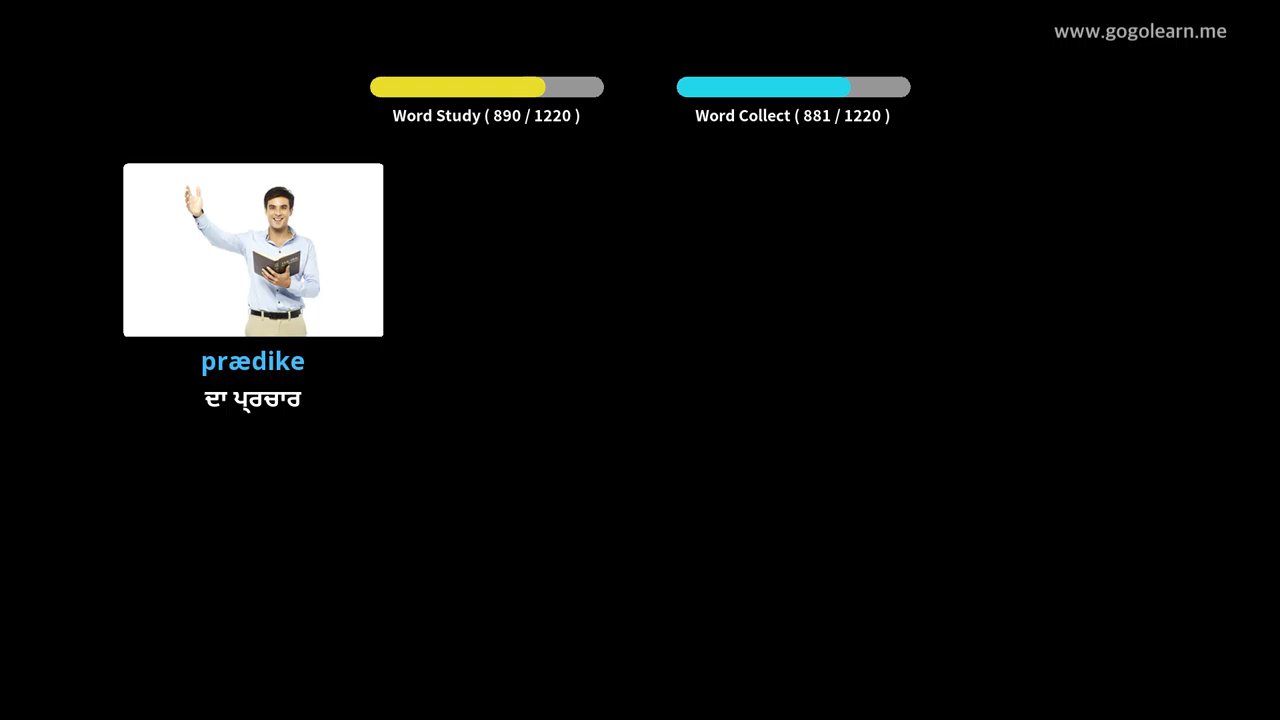 www.gogolearn.me
Word Study ( 890 / 1220 )
Word Collect ( 881 / 1220 )
prædike
ਦਾ ਪ੍ਰਚਾਰ